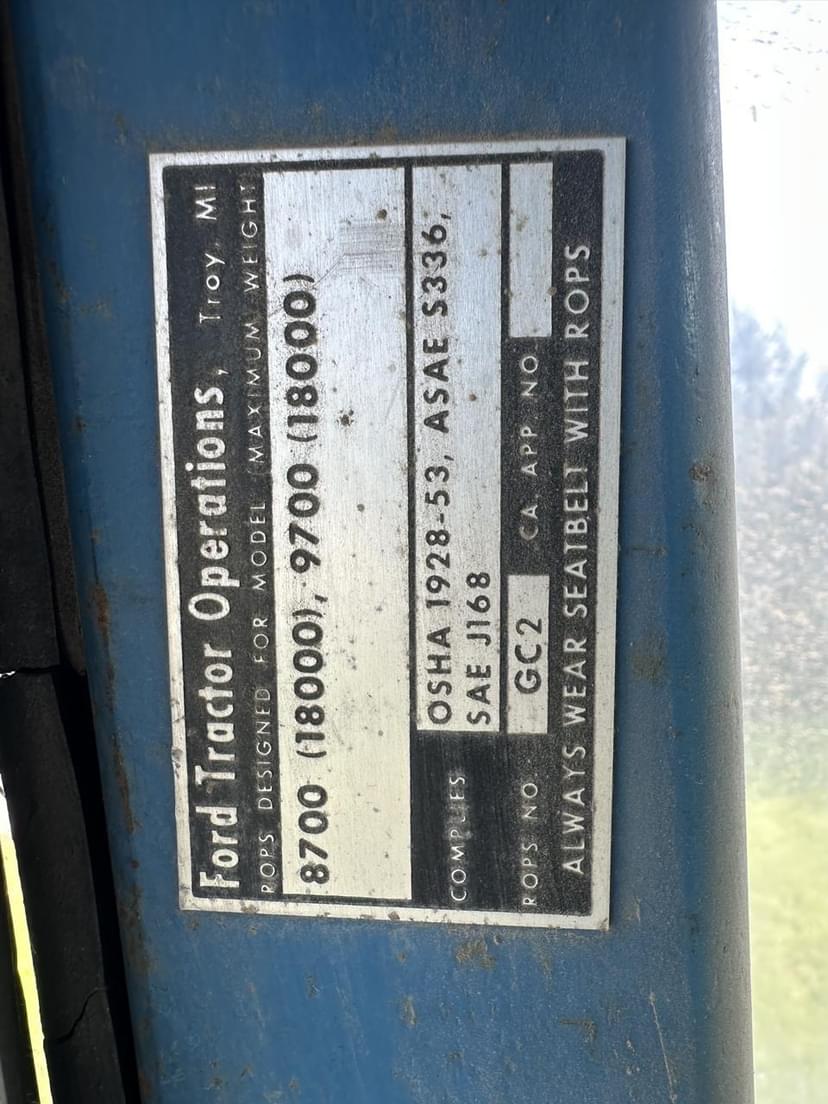 Ford Tractor Operations, Troy, MI
ROPS DESIGNED FOR MODEL (MAXIMUM WEIGHT)
8700 (18000), 9700 (18000)
COMPLIES OSHA 1928-53, ASAE S336,
SAE J168
ROPS NO. GC2 CA. APP. NO.
ALWAYS WEAR SEATBELT WITH ROPS